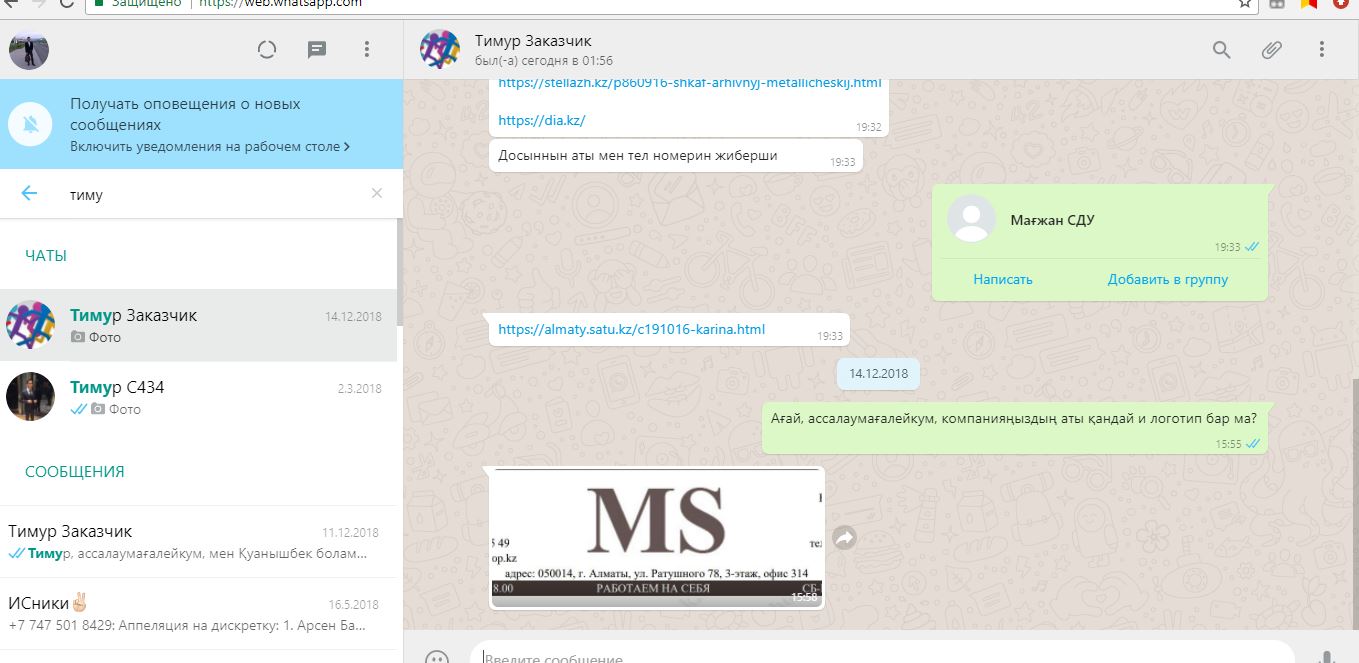 Защищено | https://web.whatsapp.com
Получать оповещения о новых
сообщениях
Включить уведомления на рабочем столе >
тиму
ЧАТЫ
Тимур Заказчик 14.12.2018
Фото
Тимур С434 2.3.2018
Фото
СООБЩЕНИЯ
Тимур Заказчик 11.12.2018
Тимур, ассалаумағалейкум, мен Қуанышбек болам...
ИСники✌🏻 16.5.2018
+7 747 501 8429: Аппеляция на дискретку: 1. Арсен Ба...
Тимур Заказчик
был(-а) сегодня в 01:56
https://stellazh.kz/p860916-shkaf-arhivnyj-metallicheskij.html
https://dia.kz/
19:32
Досыннын аты мен тел номерин жиберши 19:33
Мағжан СДУ
19:33
Написать Добавить в группу
https://almaty.satu.kz/c191016-karina.html 19:33
14.12.2018
Ағай, ассалаумағалейкум, компанияңыздың аты қандай и логотип бар ма?
15:55
MS
5 49
op.kz
адрес: 050014, г. Алматы, ул. Ратушного 78, 3-этаж, офис 314
8.00 РАБОТАЕМ НА СЕБЯ СБ-
15:58
Введите сообщение